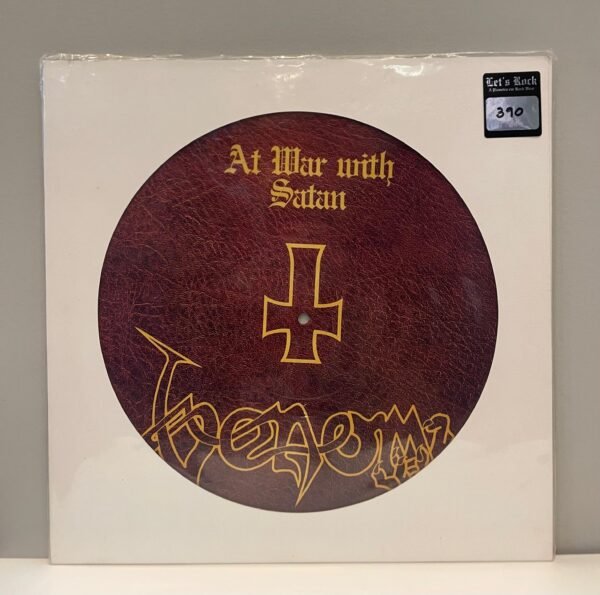 At War with
Satan
Venom
Let's Rock
390